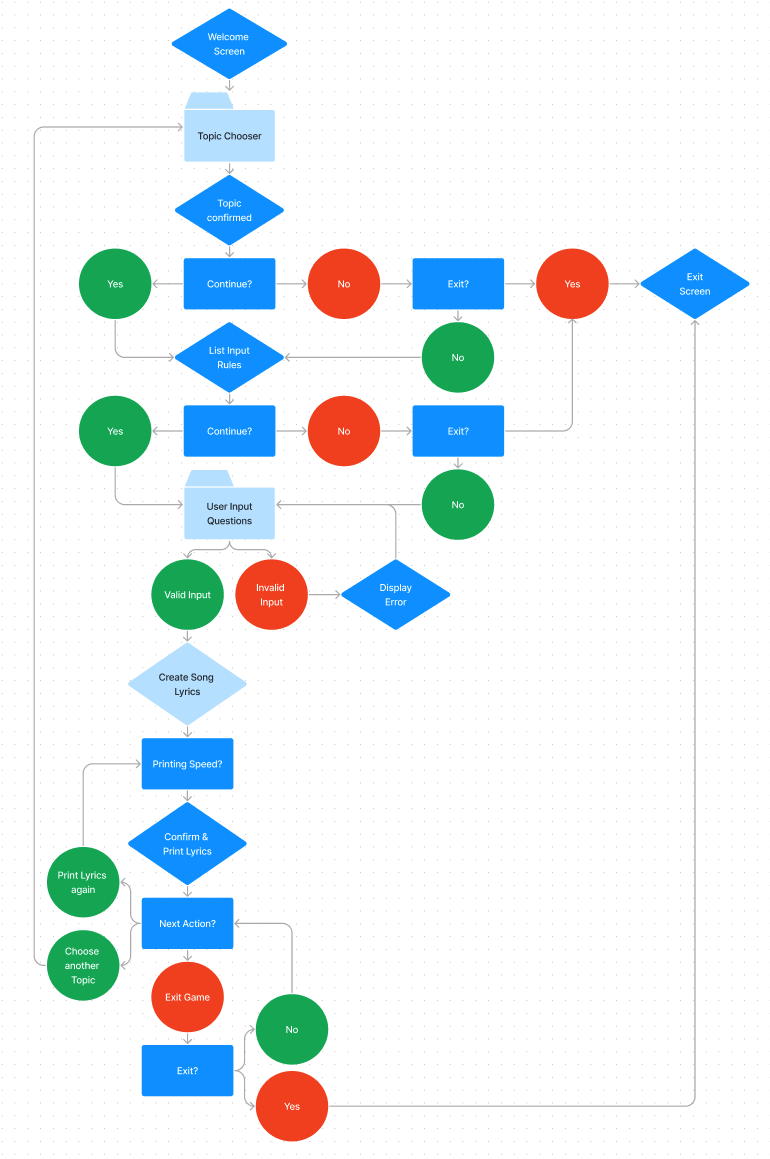 Welcome
Screen
Topic Chooser
Topic
confirmed
Yes
Continue?
No
Exit?
Yes
Exit
Screen
List Input
Rules
No
Yes
Continue?
No
Exit?
User Input
Questions
No
Valid Input
Invalid
Input
Display
Error
Create Song
Lyrics
Printing Speed?
Confirm &
Print Lyrics
Print Lyrics
again
Next Action?
Choose
another
Topic
Exit Game
No
Exit?
Yes